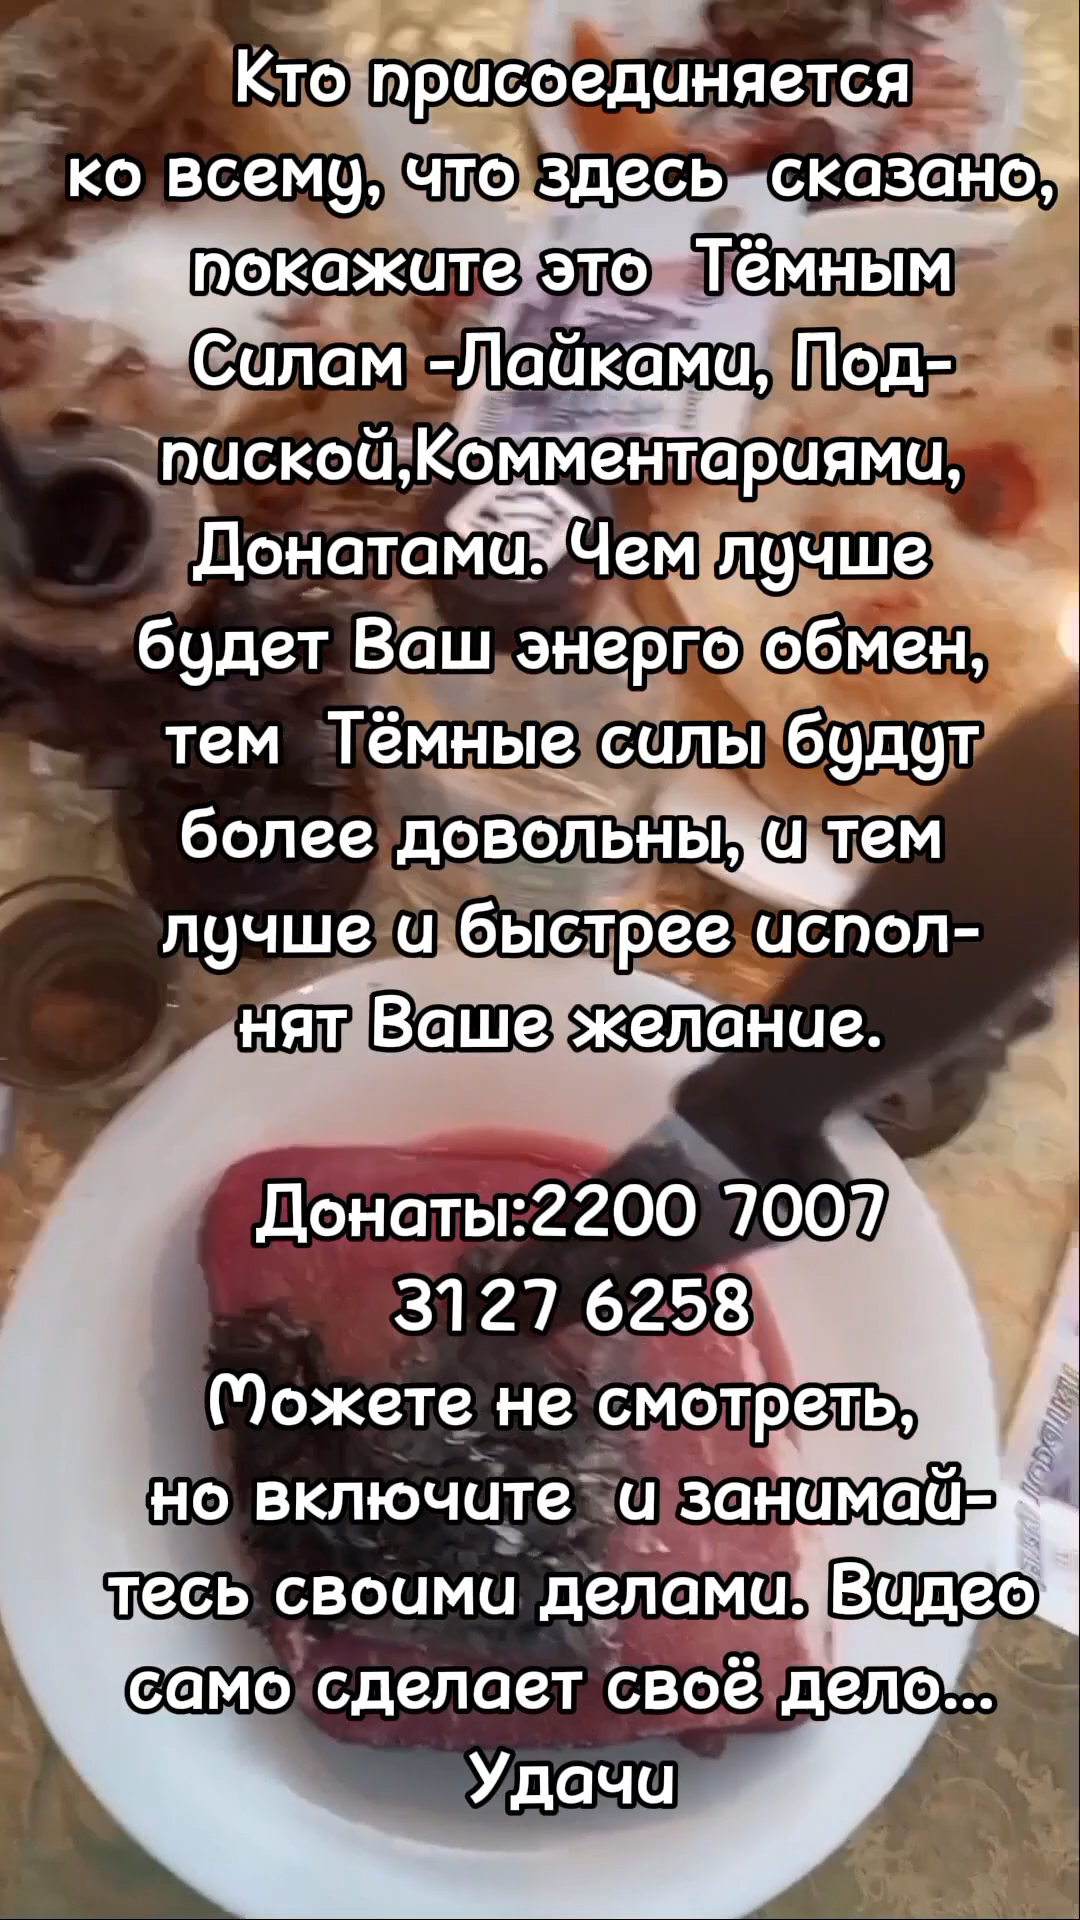 Кто присоединяется
ко всему, что здесь сказано,
покажите это Тёмным
Силам -Лайками, Под-
пиской,Комментариями,
Донатами. Чем лучше
будет Ваш энерго обмен,
тем Тёмные силы будут
более довольны, и тем
лучше и быстрее испол-
нят Ваше желание.
Донаты:2200 7007
3127 6258
Можете не смотреть,
но включите и занимай-
тесь своими делами. Видео
само сделает своё дело...
Удачи